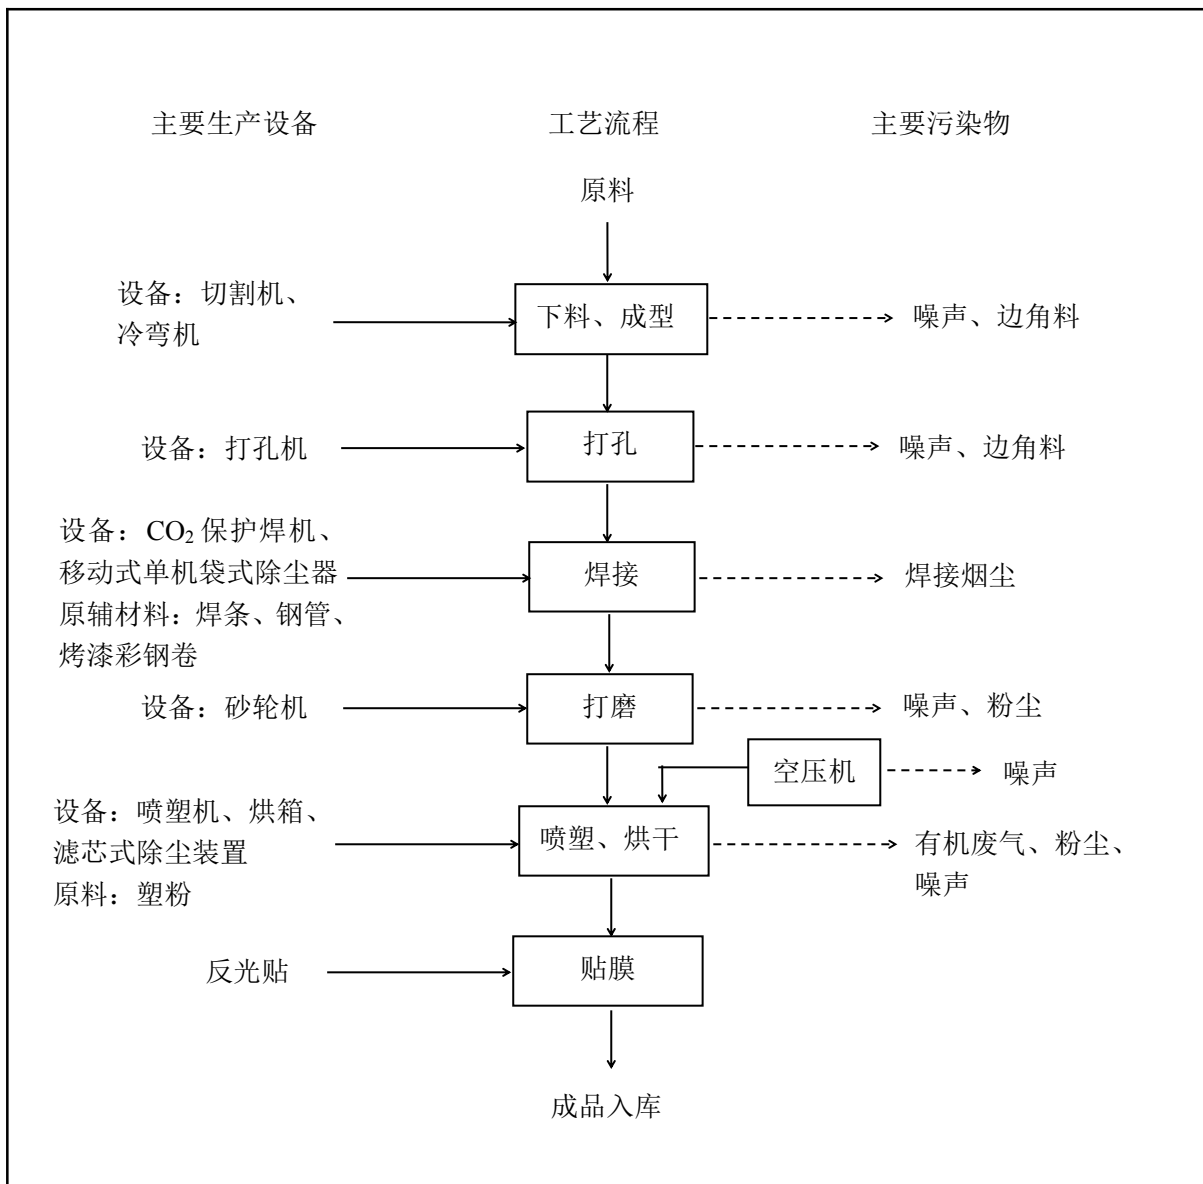 主要生产设备 工艺流程 主要污染物
原料
设备：切割机、
冷弯机
下料、成型
噪声、边角料
设备：打孔机
打孔
噪声、边角料
设备：CO₂保护焊机、
移动式单机袋式除尘器
原辅材料：焊条、钢管、
烤漆彩钢卷
焊接
焊接烟尘
设备：砂轮机
打磨
噪声、粉尘
空压机
噪声
设备：喷塑机、烘箱、
滤芯式除尘装置
原料：塑粉
喷塑、烘干
有机废气、粉尘、
噪声
反光贴
贴膜
成品入库